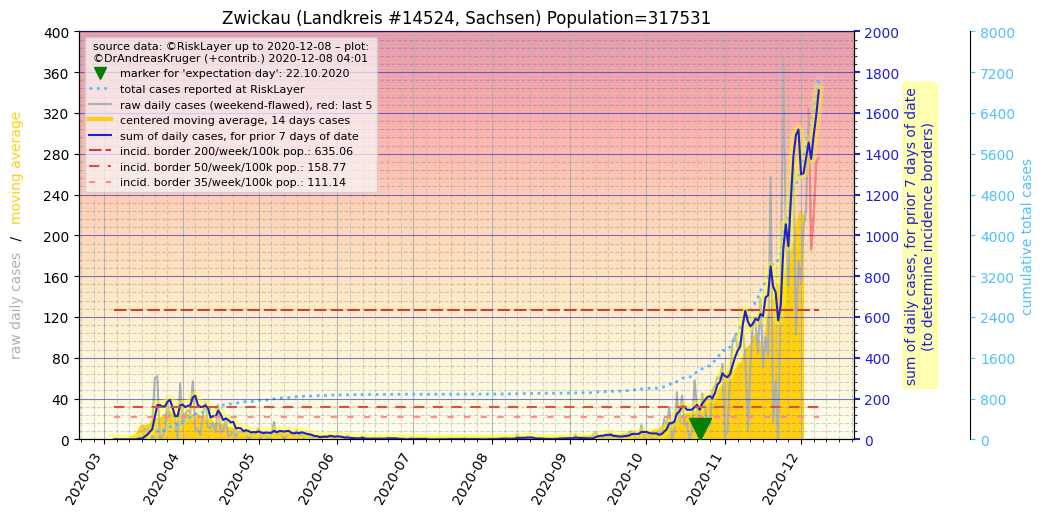 Zwickau (Landkreis #14524, Sachsen) Population=317531
source data: ©RiskLayer up to 2020-12-08 – plot:
©DrAndreasKruger (+contrib.) 2020-12-08 04:01
marker for 'expectation day': 22.10.2020
total cases reported at RiskLayer
raw daily cases (weekend-flawed), red: last 5
centered moving average, 14 days cases
sum of daily cases, for prior 7 days of date
incid. border 200/week/100k pop.: 635.06
incid. border 50/week/100k pop.: 158.77
incid. border 35/week/100k pop.: 111.14
raw daily cases / moving average
400
360
320
280
240
200
160
120
80
40
0
2020-03
2020-04
2020-05
2020-06
2020-07
2020-08
2020-09
2020-10
2020-11
2020-12
2000
1800
1600
1400
1200
1000
800
600
400
200
0
sum of daily cases, for prior 7 days of date
(to determine incidence borders)
8000
7200
6400
5600
4800
4000
3200
2400
1600
800
0
cumulative total cases